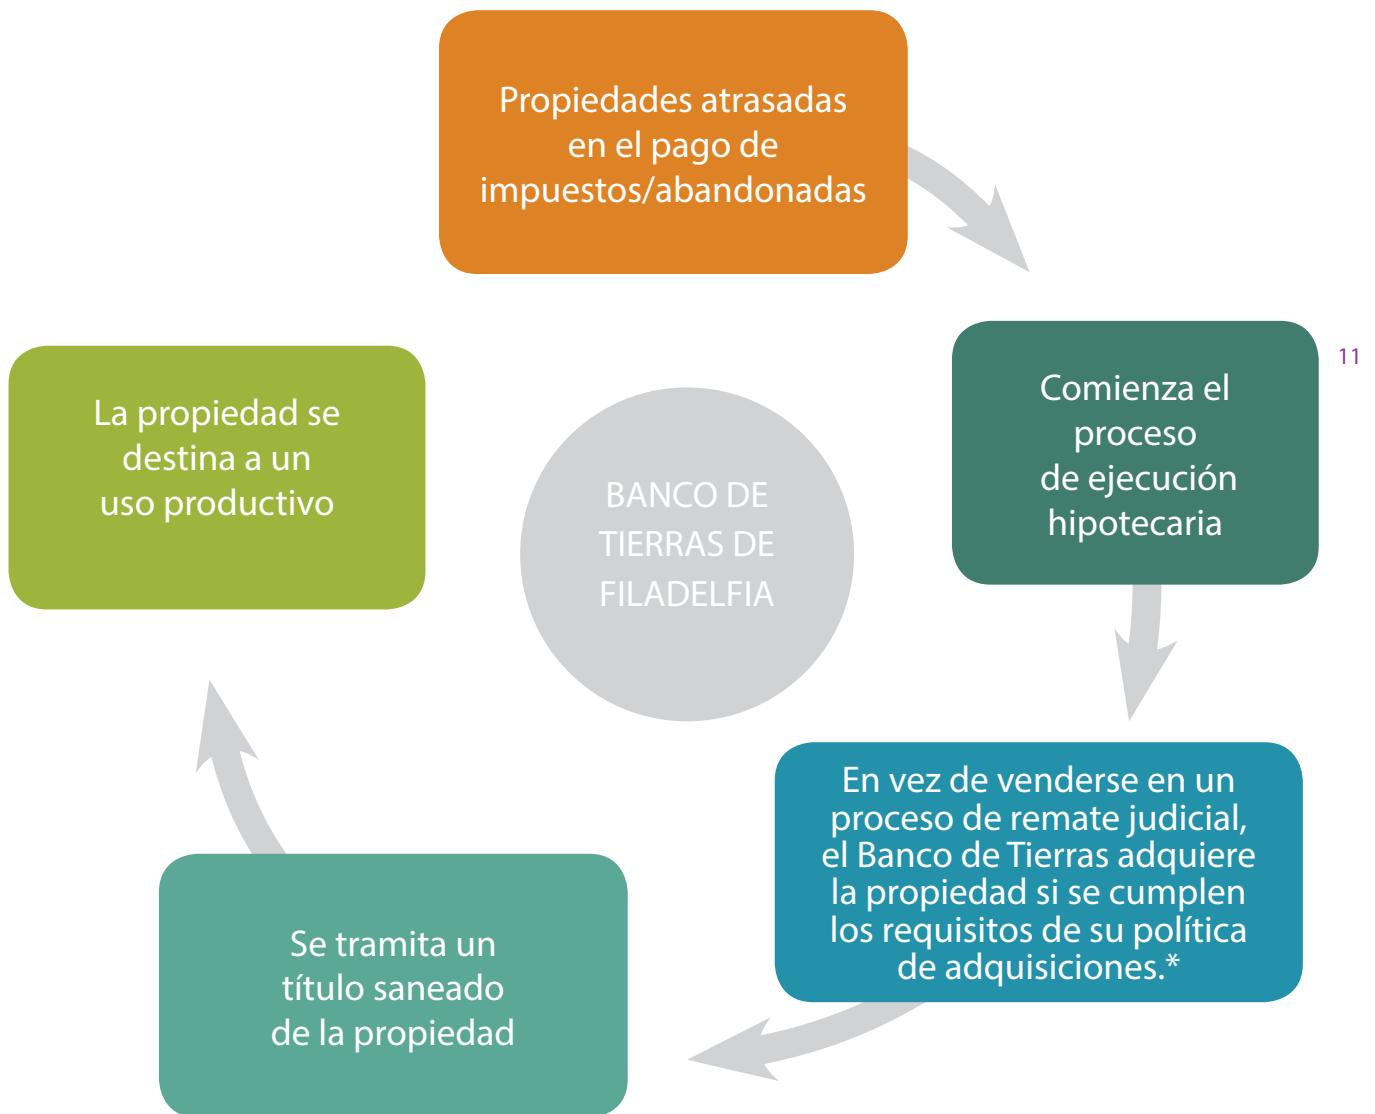 Propiedades atrasadas
en el pago de
impuestos/abandonadas
Comienza el
proceso
de ejecución
hipotecaria
11
En vez de venderse en un
proceso de remate judicial,
el Banco de Tierras adquiere
la propiedad si se cumplen
los requisitos de su política
de adquisiciones.*
Se tramita un
título saneado
de la propiedad
La propiedad se
destina a un
uso productivo
BANCO DE
TIERRAS DE
FILADELFIA